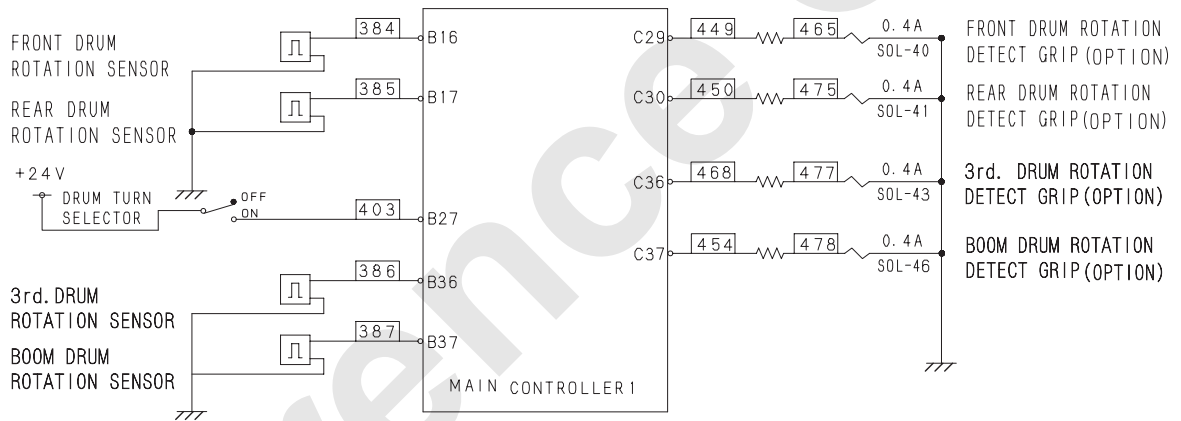 FRONT DRUM
ROTATION SENSOR
384
B16
REAR DRUM
ROTATION SENSOR
385
B17
+24V
DRUM TURN
SELECTOR
OFF
ON
403
B27
3rd. DRUM
ROTATION SENSOR
386
B36
BOOM DRUM
ROTATION SENSOR
387
B37
MAIN CONTROLLER1
C29
449
465
0.4A
SOL-40
FRONT DRUM ROTATION
DETECT GRIP(OPTION)
C30
450
475
0.4A
SOL-41
REAR DRUM ROTATION
DETECT GRIP(OPTION)
C36
468
477
0.4A
SOL-43
3rd. DRUM ROTATION
DETECT GRIP(OPTION)
C37
454
478
0.4A
SOL-46
BOOM DRUM ROTATION
DETECT GRIP(OPTION)
rence